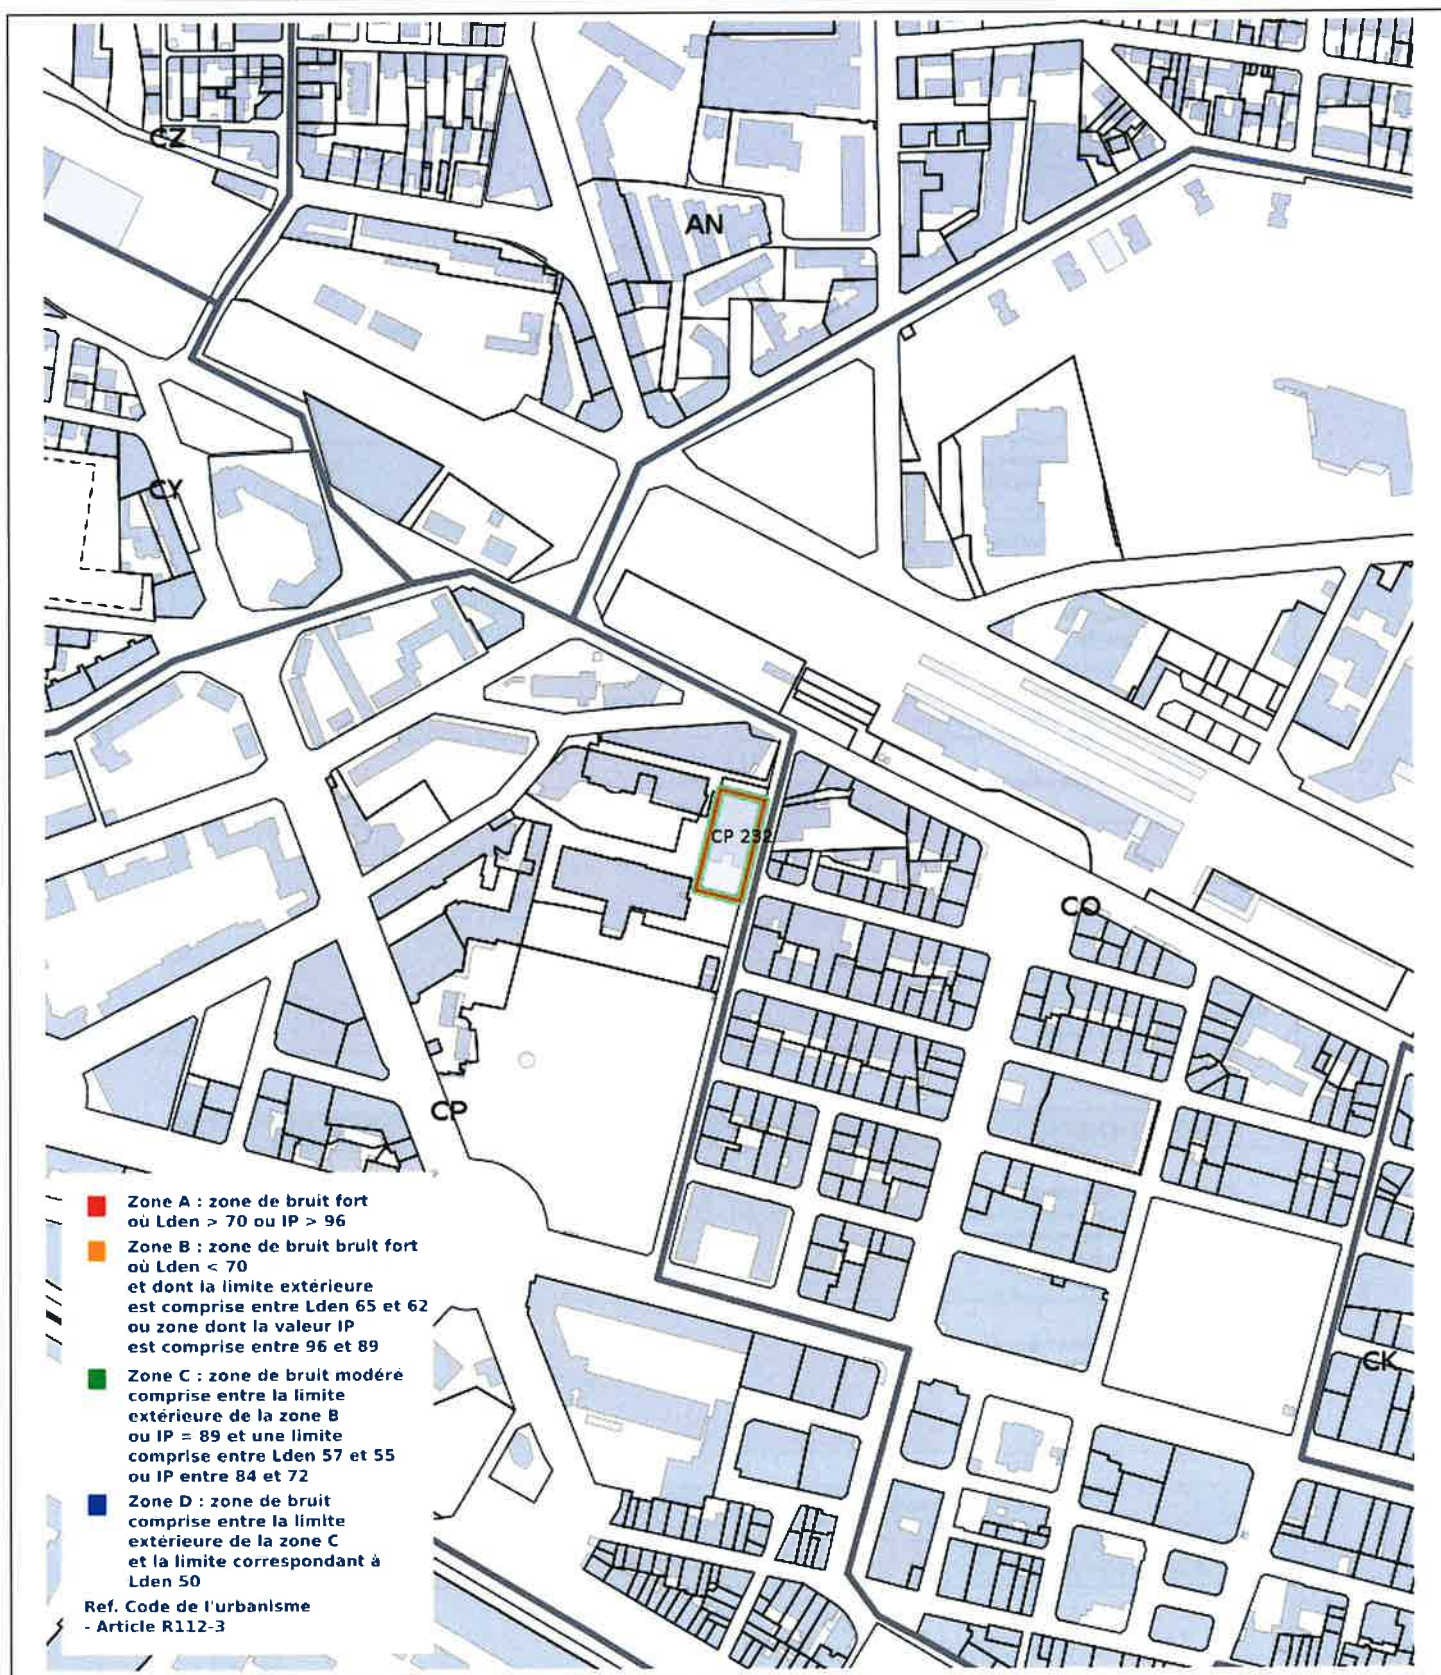 CZ
AN
CY
CP 232
CO
CP
CK
Zone A : zone de bruit fort
où Lden > 70 ou IP > 96
Zone B : zone de bruit bruit fort
où Lden < 70
et dont la limite extérieure
est comprise entre Lden 65 et 62
ou zone dont la valeur IP
est comprise entre 96 et 89
Zone C : zone de bruit modéré
comprise entre la limite
extérieure de la zone B
ou IP = 89 et une limite
comprise entre Lden 57 et 55
ou IP entre 84 et 72
Zone D : zone de bruit
comprise entre la limite
extérieure de la zone C
et la limite correspondant à
Lden 50
Ref. Code de l'urbanisme
- Article R112-3